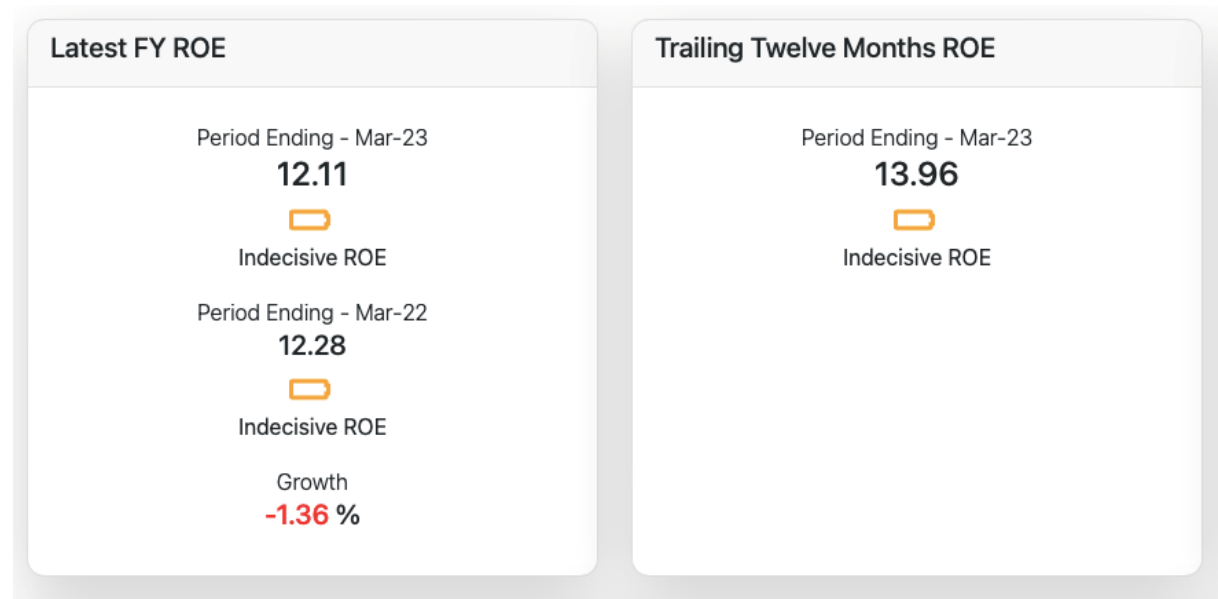 Latest FY ROE
Period Ending - Mar-23
12.11
Indecisive ROE
Period Ending - Mar-22
12.28
Indecisive ROE
Growth
-1.36 %
Trailing Twelve Months ROE
Period Ending - Mar-23
13.96
Indecisive ROE